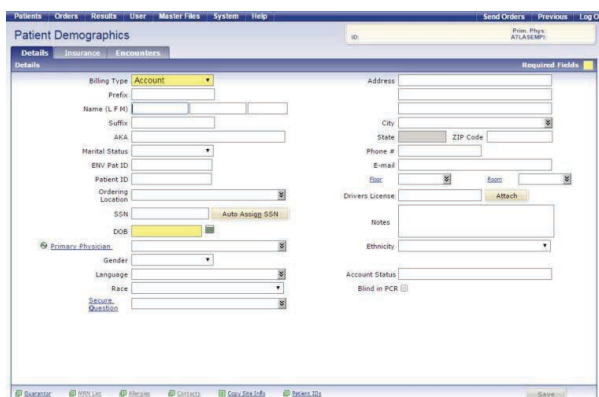 Patients Orders Results User Master Files System Help Send Orders Previous Log O
Patient Demographics
ID: Prim. Phys:
ATLASEMPI:
Details Insurance Encounters
Details Required Fields
Billing Type Account
Prefix
Name (L F M)
Suffix
AKA
Marital Status
ENV Pat ID
Patient ID
Ordering
Location
SSN Auto Assign SSN
DOB
Primary Physician
Gender
Language
Race
Secure
Question
Address
City
State ZIP Code
Phone #
E-mail
Floor Room
Drivers License Attach
Notes
Ethnicity
Account Status
Blind in PCR
Guarantor MRN List Allergies Contacts Copy Site Info Patient IDs Save